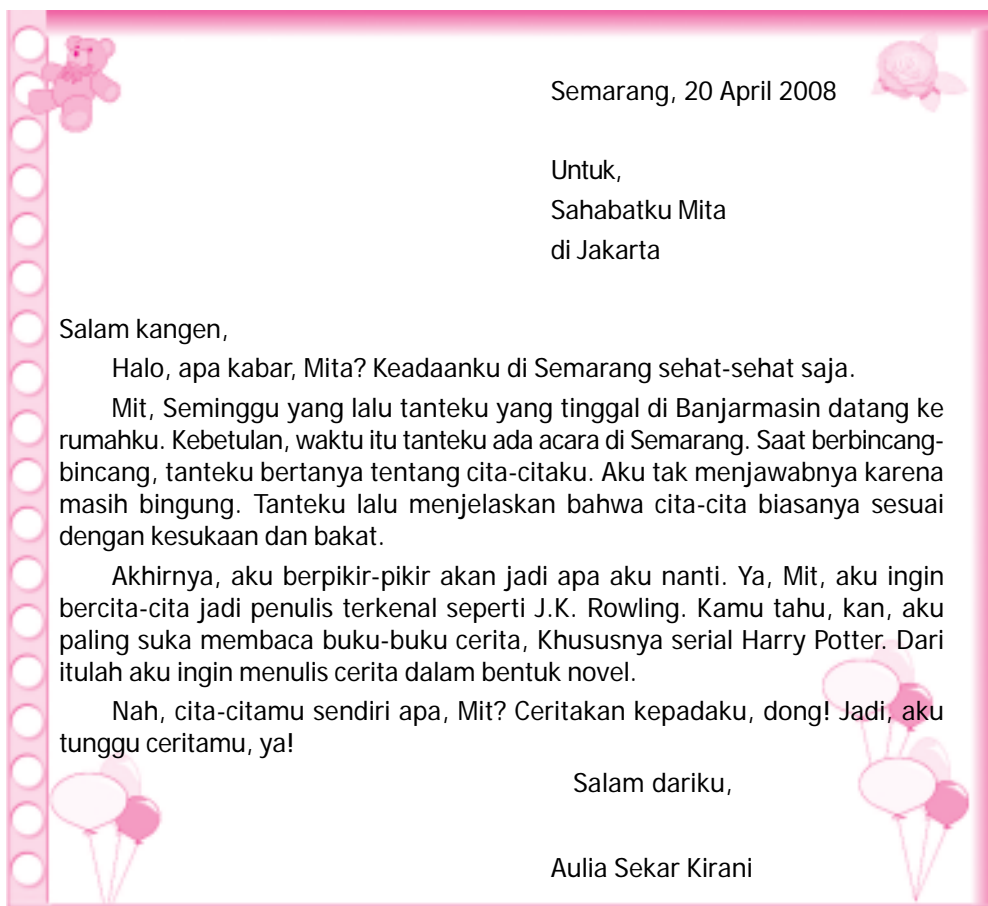 Semarang, 20 April 2008
Untuk,
Sahabatku Mita
di Jakarta
Salam kangen,
Halo, apa kabar, Mita? Keadaanku di Semarang sehat-sehat saja.
Mit, Seminggu yang lalu tanteku yang tinggal di Banjarmasin datang ke
rumahku. Kebetulan, waktu itu tanteku ada acara di Semarang. Saat berbincang-
bincang, tanteku bertanya tentang cita-citaku. Aku tak menjawabnya karena
masih bingung. Tanteku lalu menjelaskan bahwa cita-cita biasanya sesuai
dengan kesukaan dan bakat.
Akhirnya, aku berpikir-pikir akan jadi apa aku nanti. Ya, Mit, aku ingin
bercita-cita jadi penulis terkenal seperti J.K. Rowling. Kamu tahu, kan, aku
paling suka membaca buku-buku cerita, Khususnya serial Harry Potter. Dari
itulah aku ingin menulis cerita dalam bentuk novel.
Nah, cita-citamu sendiri apa, Mit? Ceritakan kepadaku, dong! Jadi, aku
tunggu ceritamu, ya!
Salam dariku,
Aulia Sekar Kirani